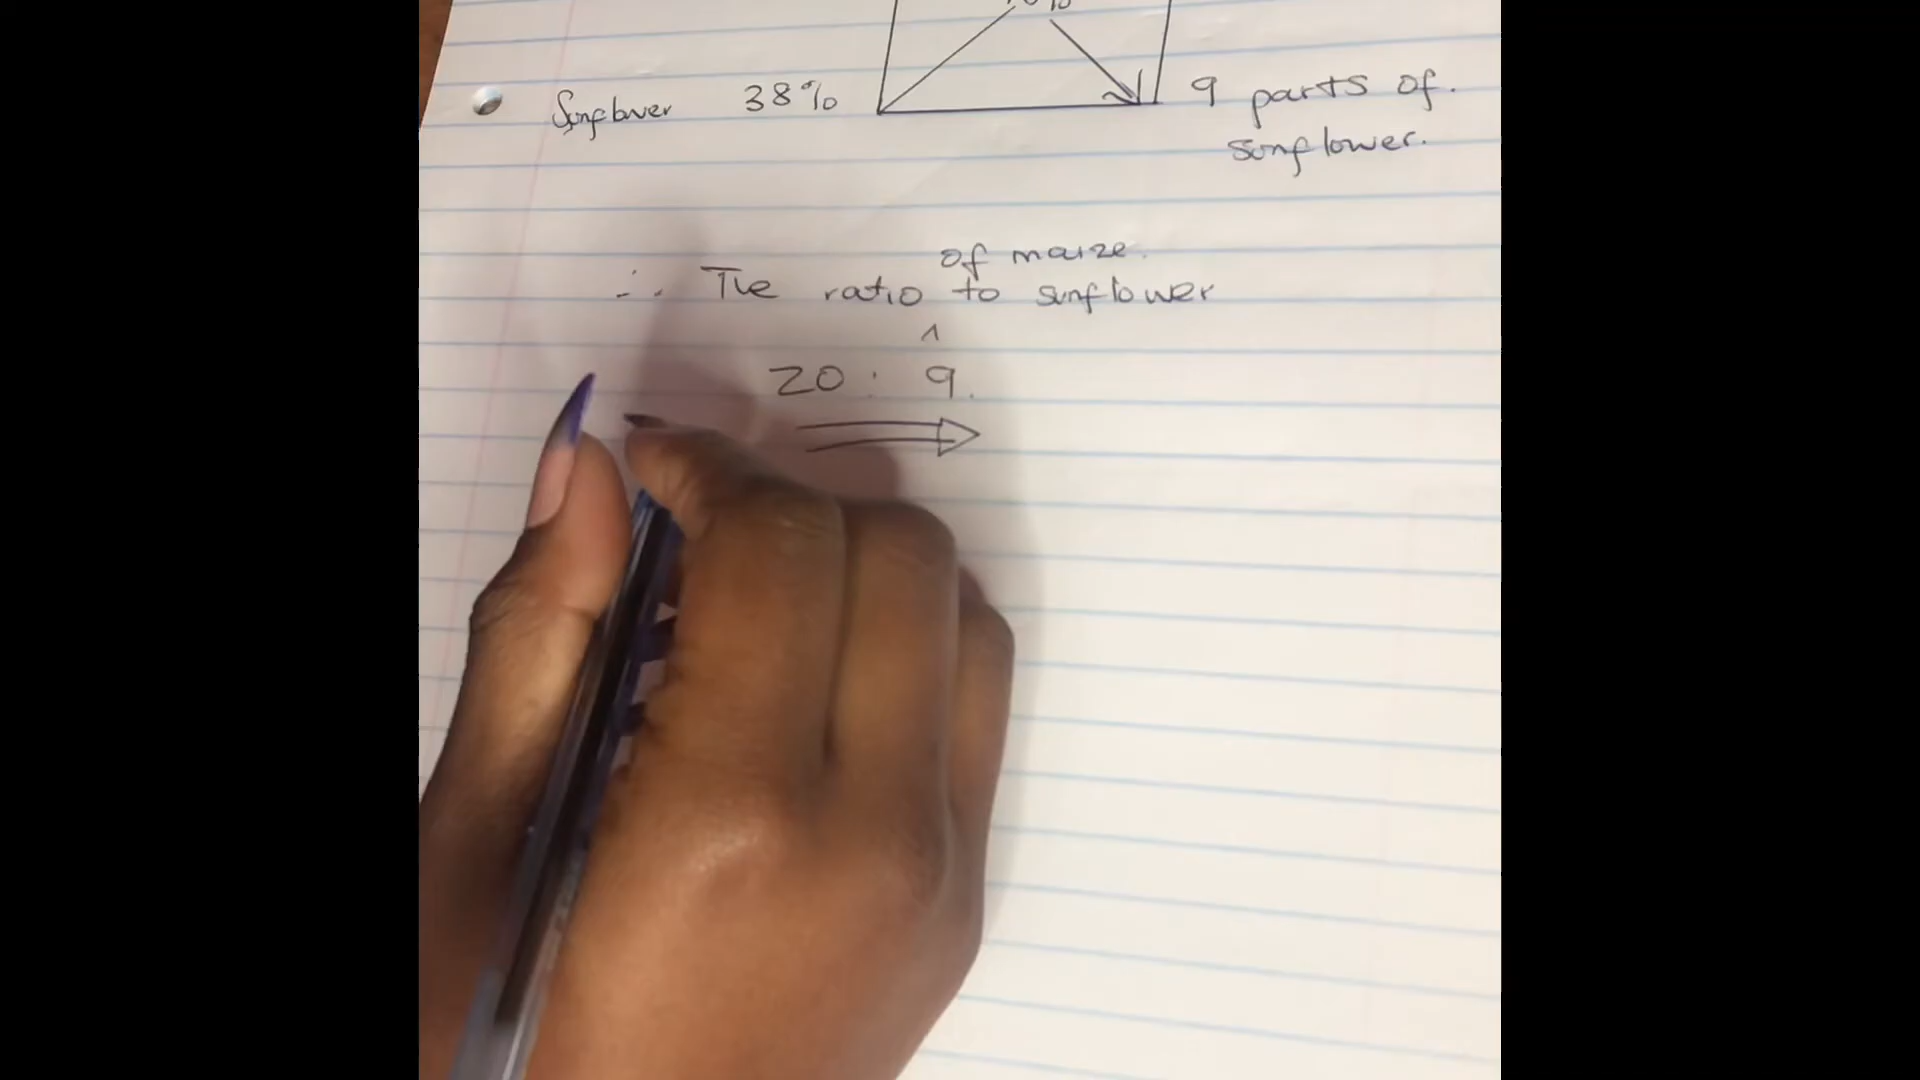 Sunflower 38% 9 parts of.
sunflower.
of maize.
∴ The ratio to sunflower
^
20 : 9.